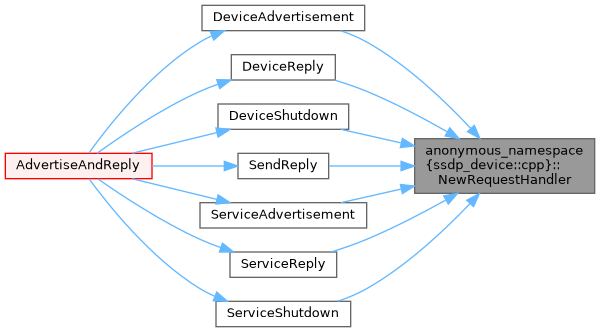 DeviceAdvertisement
DeviceReply
DeviceShutdown
AdvertiseAndReply
SendReply
ServiceAdvertisement
ServiceReply
ServiceShutdown
anonymous_namespace
{ssdp_device::cpp}::
NewRequestHandler